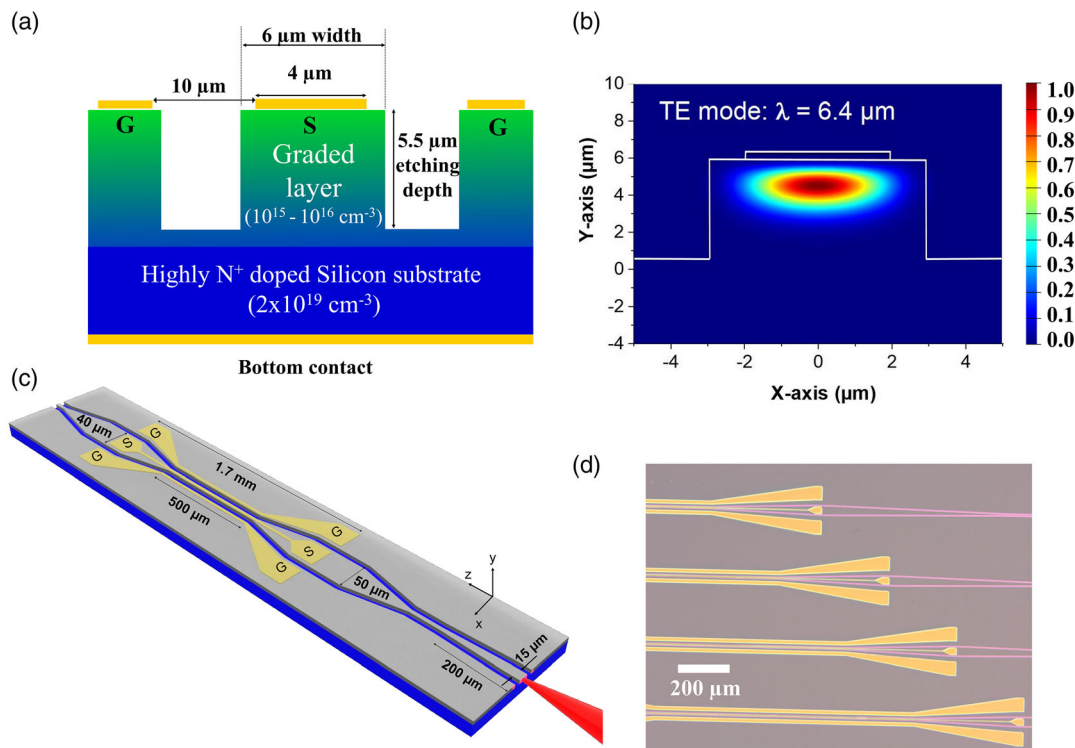 (a)
6 µm width
4 µm
10 µm
G
S
G
Graded
layer
(10¹⁵ - 10¹⁶ cm⁻³)
5.5 µm
etching
depth
Highly N⁺ doped Silicon substrate
(2x10¹⁹ cm⁻³)
Bottom contact
(b)
TE mode: λ = 6.4 µm
Y-axis (µm)
10
8
6
4
2
0
-2
-4
-4
-2
0
2
4
X-axis (µm)
1.0
0.9
0.8
0.7
0.6
0.5
0.4
0.3
0.2
0.1
0.0
(c)
40 µm
G
S
G
1.7 mm
500 µm
G
S
G
50 µm
y
z
x
15 µm
200 µm
(d)
200 µm